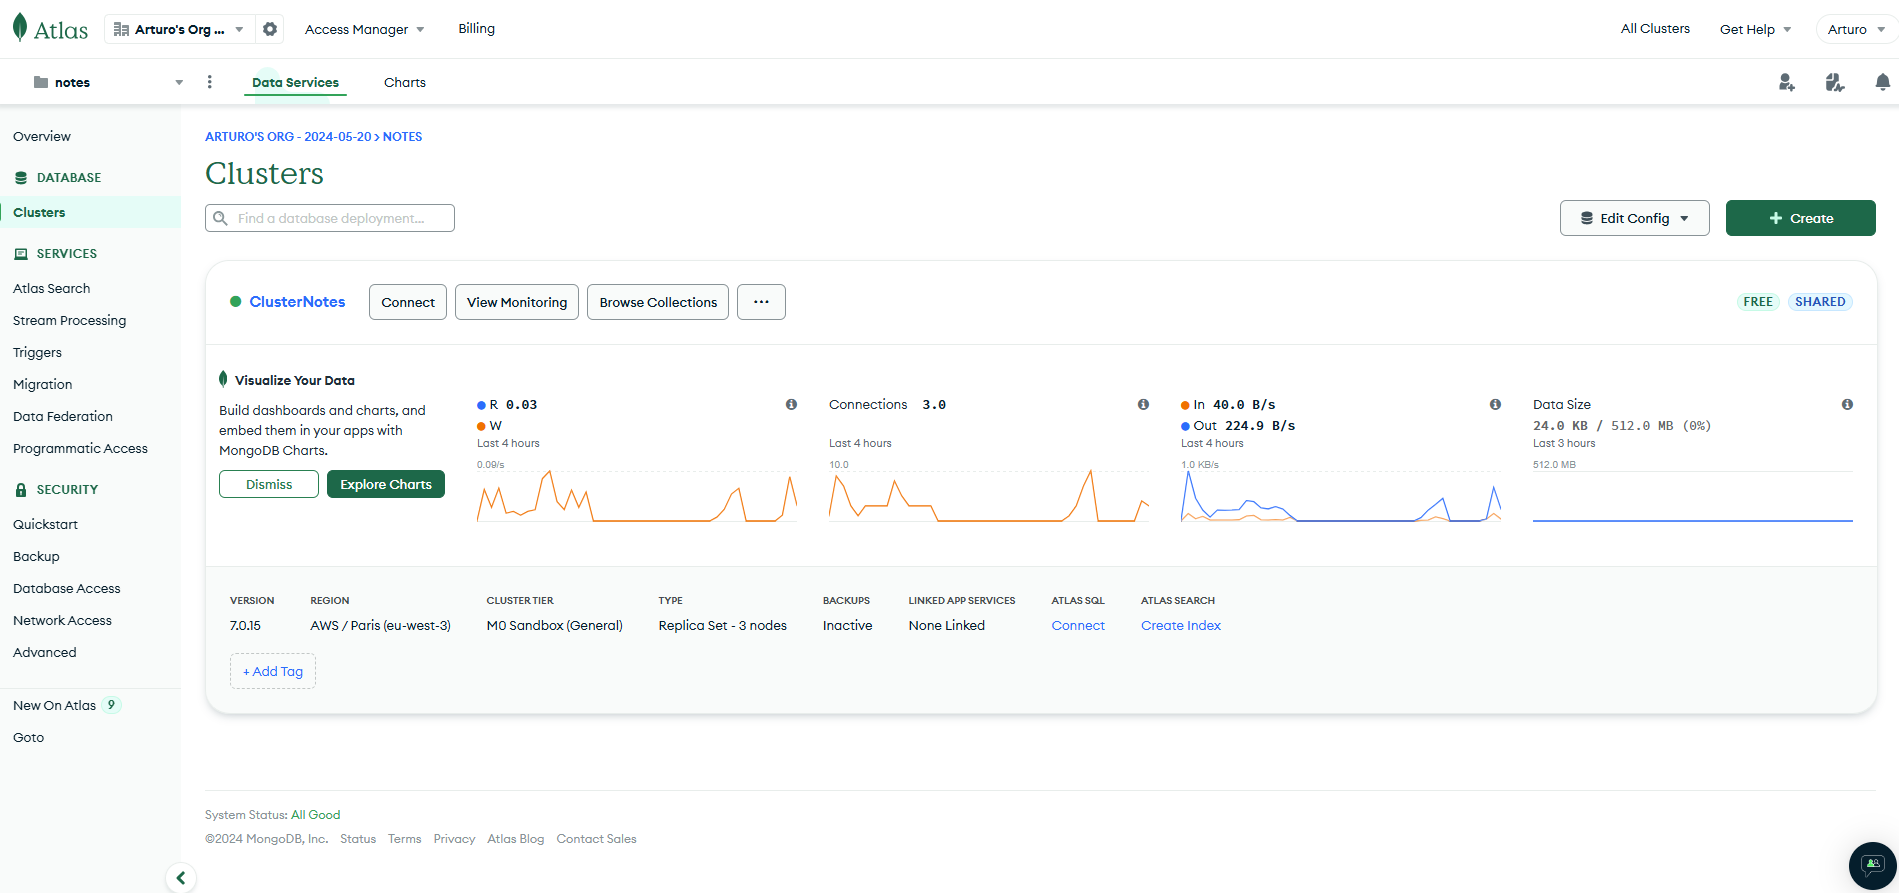 Atlas
Arturo's Org ...
Access Manager
Billing
All Clusters
Get Help
Arturo
notes
Data Services
Charts
Overview
DATABASE
Clusters
SERVICES
Atlas Search
Stream Processing
Triggers
Migration
Data Federation
Programmatic Access
SECURITY
Quickstart
Backup
Database Access
Network Access
Advanced
New On Atlas 9
Goto
ARTURO'S ORG - 2024-05-20 > NOTES
Clusters
Find a database deployment...
Edit Config
+ Create
ClusterNotes
Connect
View Monitoring
Browse Collections
...
FREE
SHARED
Visualize Your Data
Build dashboards and charts, and
embed them in your apps with
MongoDB Charts.
Dismiss
Explore Charts
R 0.03
W
Last 4 hours
0.09/s
Connections 3.0
Last 4 hours
10.0
In 40.0 B/s
Out 224.9 B/s
Last 4 hours
1.0 KB/s
Data Size
24.0 KB / 512.0 MB (0%)
Last 3 hours
512.0 MB
VERSION
7.0.15
REGION
AWS / Paris (eu-west-3)
CLUSTER TIER
M0 Sandbox (General)
TYPE
Replica Set - 3 nodes
BACKUPS
Inactive
LINKED APP SERVICES
None Linked
ATLAS SQL
Connect
ATLAS SEARCH
Create Index
+ Add Tag
System Status: All Good
©2024 MongoDB, Inc. Status Terms Privacy Atlas Blog Contact Sales